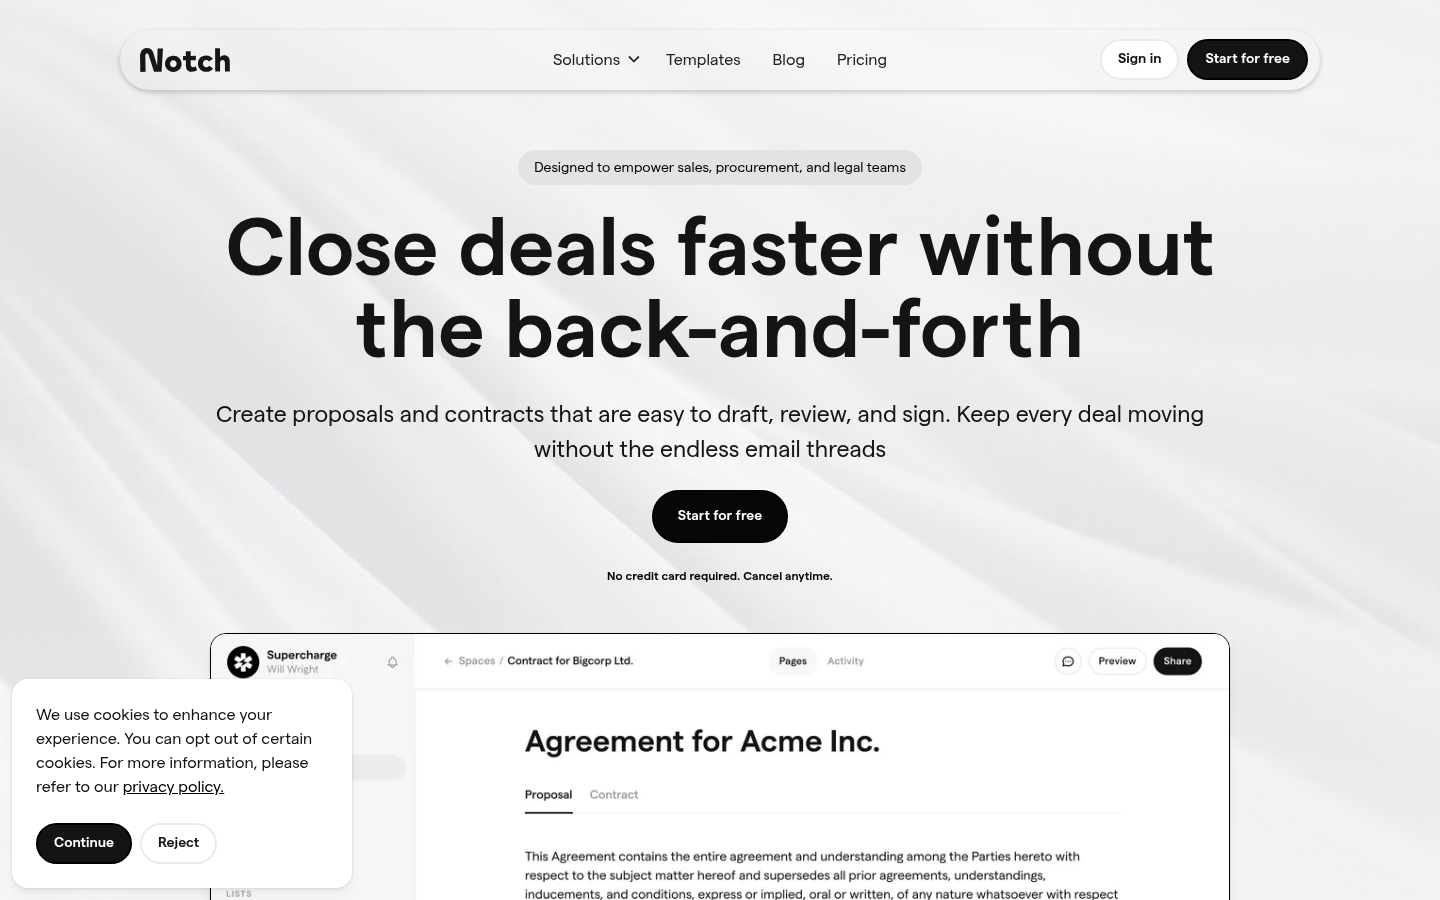 Notch
Solutions
Templates
Blog
Pricing
Sign in
Start for free
Designed to empower sales, procurement, and legal teams
Close deals faster without
the back-and-forth
Create proposals and contracts that are easy to draft, review, and sign. Keep every deal moving
without the endless email threads
Start for free
No credit card required. Cancel anytime.
Supercharge
Will Wright
← Spaces / Contract for Bigcorp Ltd.
Pages
Activity
Preview
Share
Agreement for Acme Inc.
Proposal
Contract
This Agreement contains the entire agreement and understanding among the Parties hereto with
respect to the subject matter hereof and supersedes all prior agreements, understandings,
inducements, and conditions, express or implied, oral or written, of any nature whatsoever with respect
We use cookies to enhance your
experience. You can opt out of certain
cookies. For more information, please
refer to our privacy policy.
Continue
Reject
LISTS